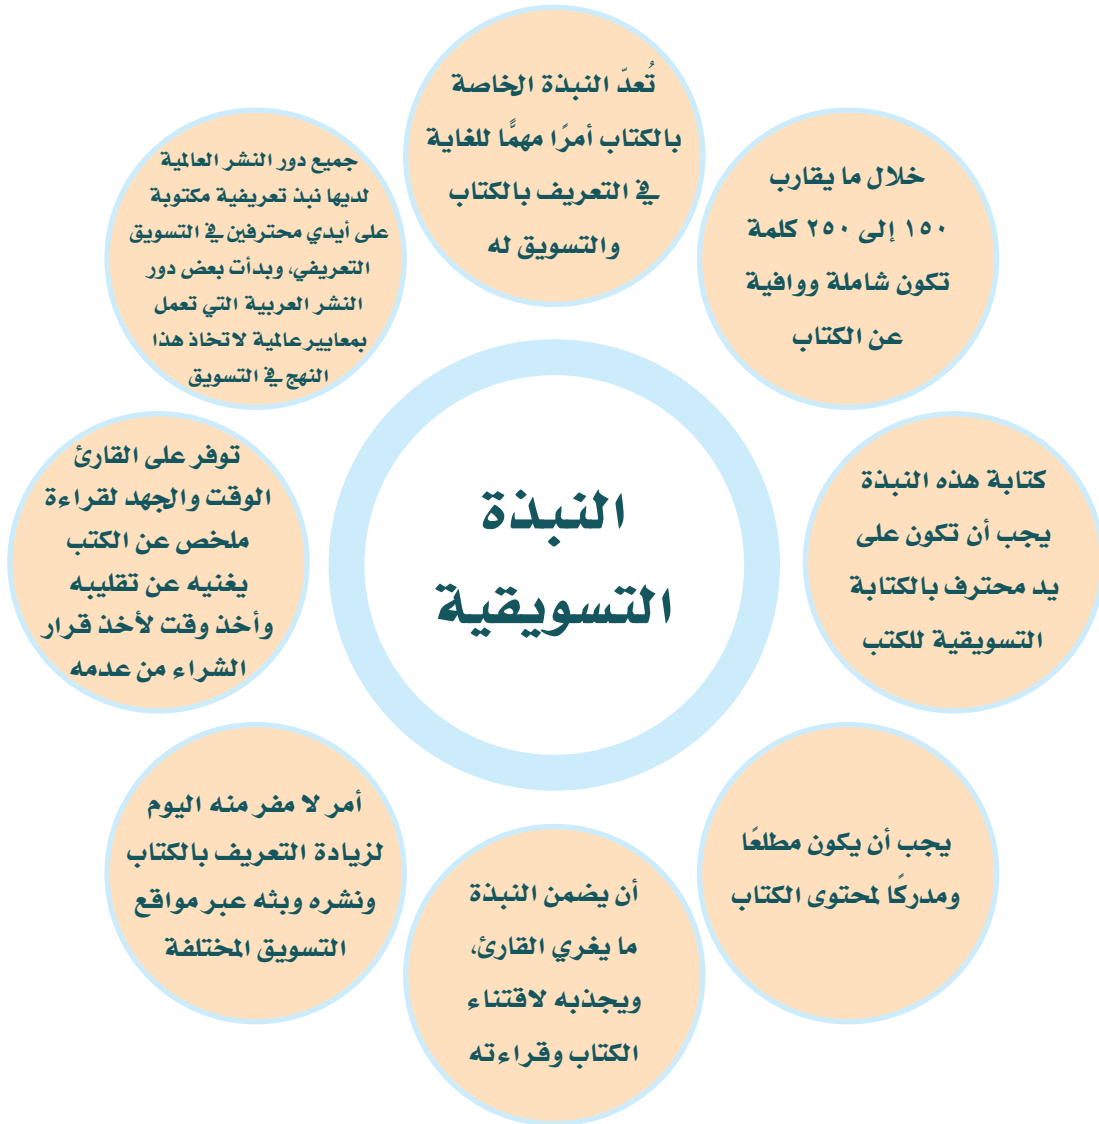 النبذة
التسويقية
تُعدّ النبذة الخاصة
بالكتاب أمرًا مهمًّا للغاية
في التعريف بالكتاب
والتسويق له
خلال ما يقارب
١٥٠ إلى ٢٥٠ كلمة
تكون شاملة ووافية
عن الكتاب
كتابة هذه النبذة
يجب أن تكون على
يد محترف بالكتابة
التسويقية للكتب
يجب أن يكون مطلعًا
ومدركًا لمحتوى الكتاب
أن يضمن النبذة
ما يغري القارئ،
ويجذبه لاقتناء
الكتاب وقراءته
أمر لا مفر منه اليوم
لزيادة التعريف بالكتاب
ونشره وبثه عبر مواقع
التسويق المختلفة
توفر على القارئ
الوقت والجهد لقراءة
ملخص عن الكتب
يغنيه عن تقليبه
وأخذ وقت لأخذ قرار
الشراء من عدمه
جميع دور النشر العالمية
لديها نبذ تعريفية مكتوبة
على أيدي محترفين في التسويق
التعريفي، وبدأت بعض دور
النشر العربية التي تعمل
بمعايير عالمية لاتخاذ هذا
النهج في التسويق